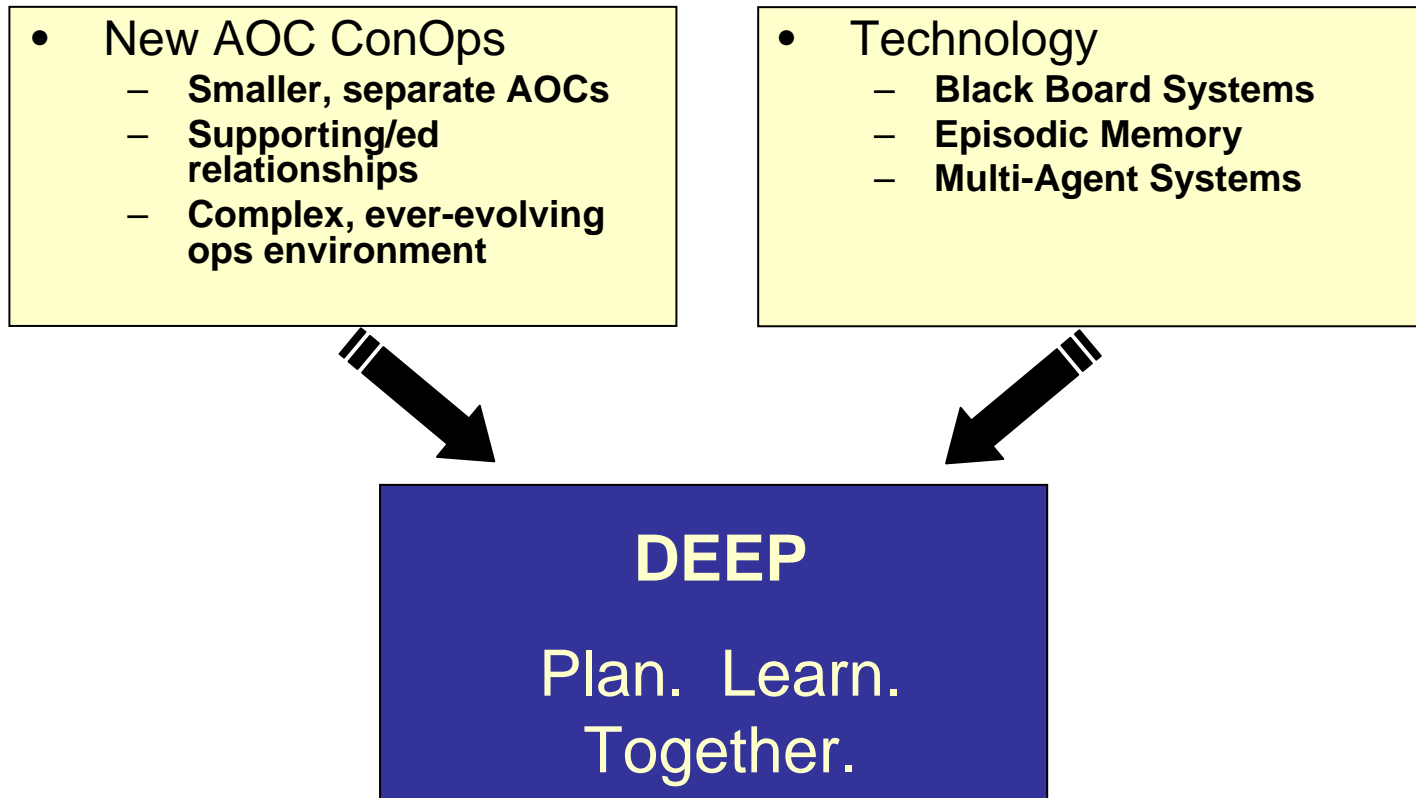 • New AOC ConOps
– Smaller, separate AOCs
– Supporting/ed
relationships
– Complex, ever-evolving
ops environment
• Technology
– Black Board Systems
– Episodic Memory
– Multi-Agent Systems
DEEP
Plan. Learn.
Together.